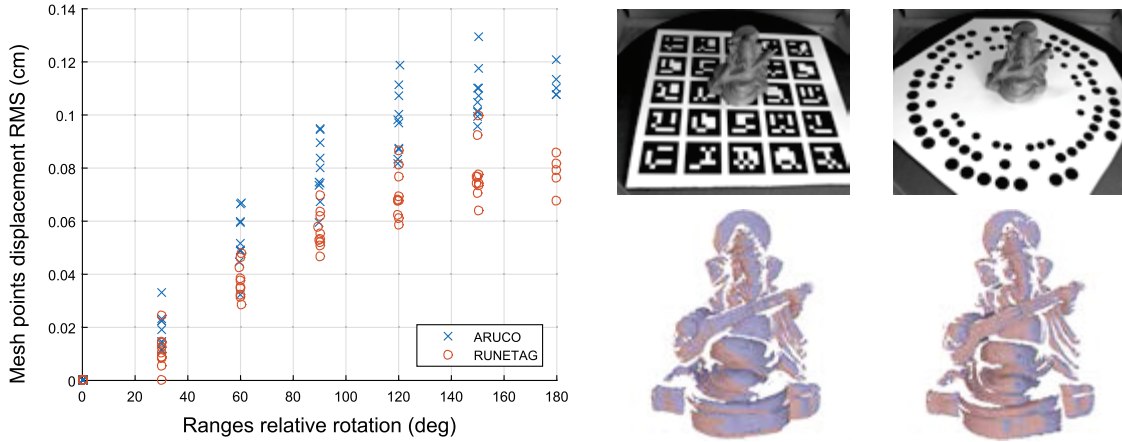 Mesh points displacement RMS (cm)
0.14
0.12
0.1
0.08
0.06
0.04
0.02
0
0 20 40 60 80 100 120 140 160 180
Ranges relative rotation (deg)
ARUCO
RUNETAG